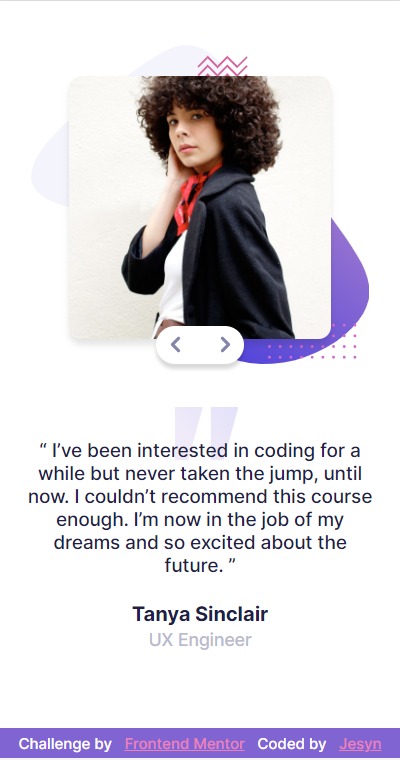 “ I’ve been interested in coding for a
while but never taken the jump, until
now. I couldn’t recommend this course
enough. I’m now in the job of my
dreams and so excited about the
future. ”
Tanya Sinclair
UX Engineer
Challenge by Frontend Mentor Coded by Jesyn